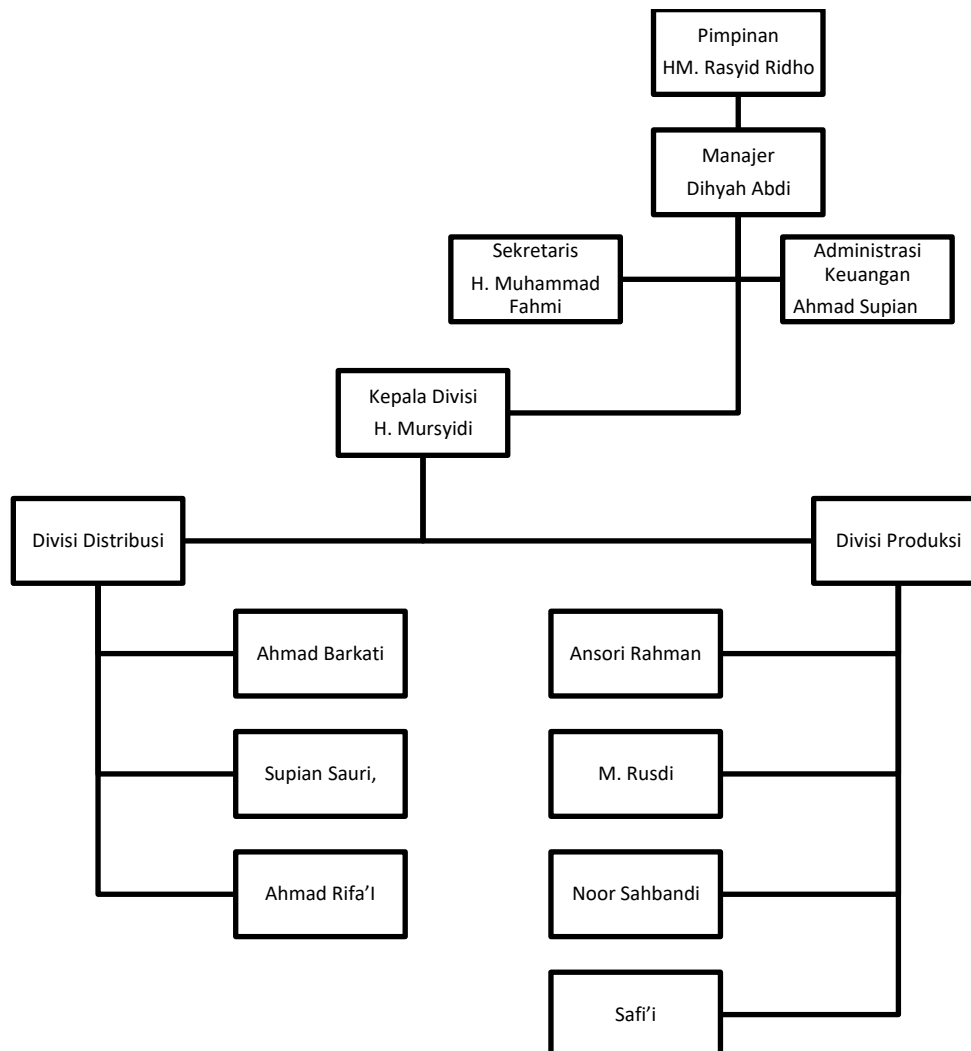 Pimpinan
HM. Rasyid Ridho
Manajer
Dihyah Abdi
Sekretaris
H. Muhammad
Fahmi
Administrasi
Keuangan
Ahmad Supian
Kepala Divisi
H. Mursyidi
Divisi Distribusi
Divisi Produksi
Ahmad Barkati
Ansori Rahman
Supian Sauri,
M. Rusdi
Ahmad Rifa’I
Noor Sahbandi
Safi’i